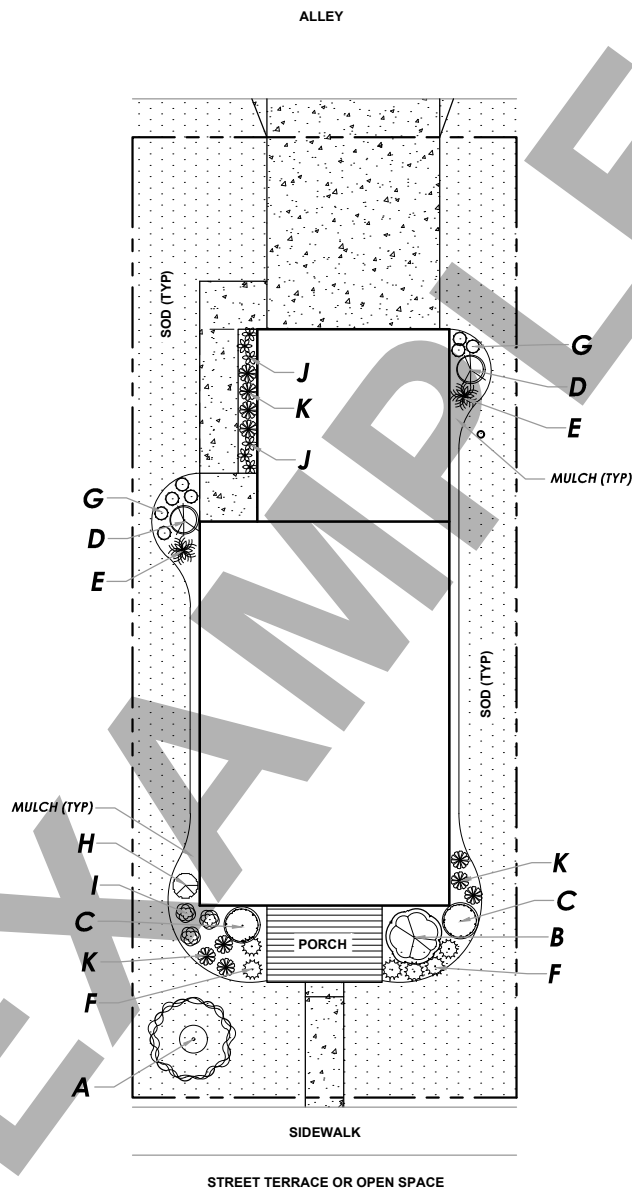 ALLEY
SOD (TYP)
G
J
D
K
E
J
MULCH (TYP)
G
D
E
SOD (TYP)
MULCH (TYP)
H
K
I
C
C
B
PORCH
K
F
F
A
SIDEWALK
STREET TERRACE OR OPEN SPACE
EXAMPLE